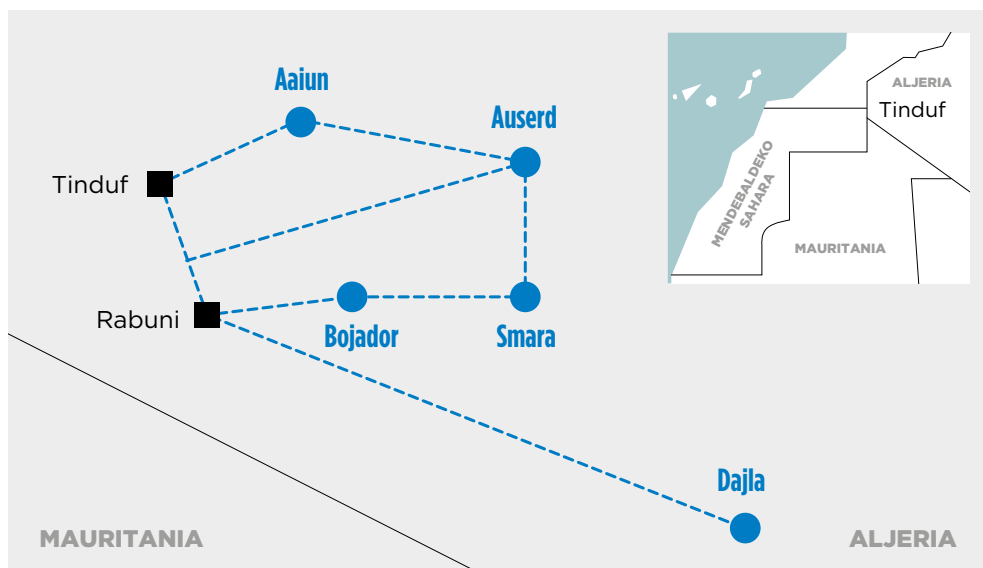 Aaiun
Auserd
Tinduf
Rabuni
Bojador
Smara
Dajla
MAURITANIA
ALJERIA
ALJERIA
Tinduf
MENDEBALDEKO
SAHARA
MAURITANIA